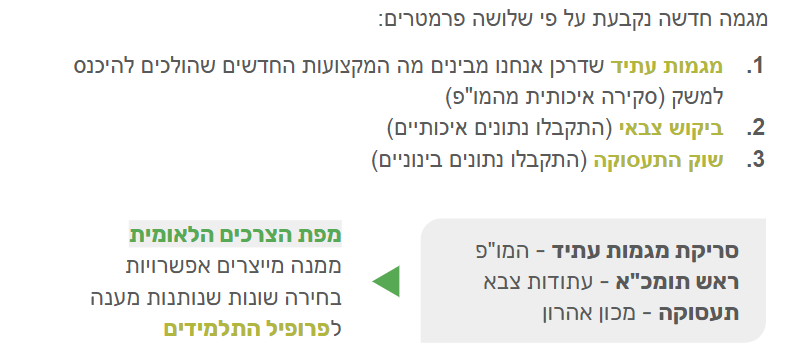 מגמה חדשה נקבעת על פי שלושה פרמטרים:
1. מגמות עתיד שדרכן אנחנו מבינים מה המקצועות החדשים שהולכים להיכנס
למשק (סקירה איכותית מהמו"פ)
2. ביקוש צבאי (התקבלו נתונים איכותיים)
3. שוק התעסוקה (התקבלו נתונים בינוניים)
סריקת מגמות עתיד - המו"פ
ראש תומכ"א - עתודות צבא
תעסוקה - מכון אהרון
מפת הצרכים הלאומית
ממנה מייצרים אפשרויות
בחירה שונות שנותנות מענה
לפרופיל התלמידים